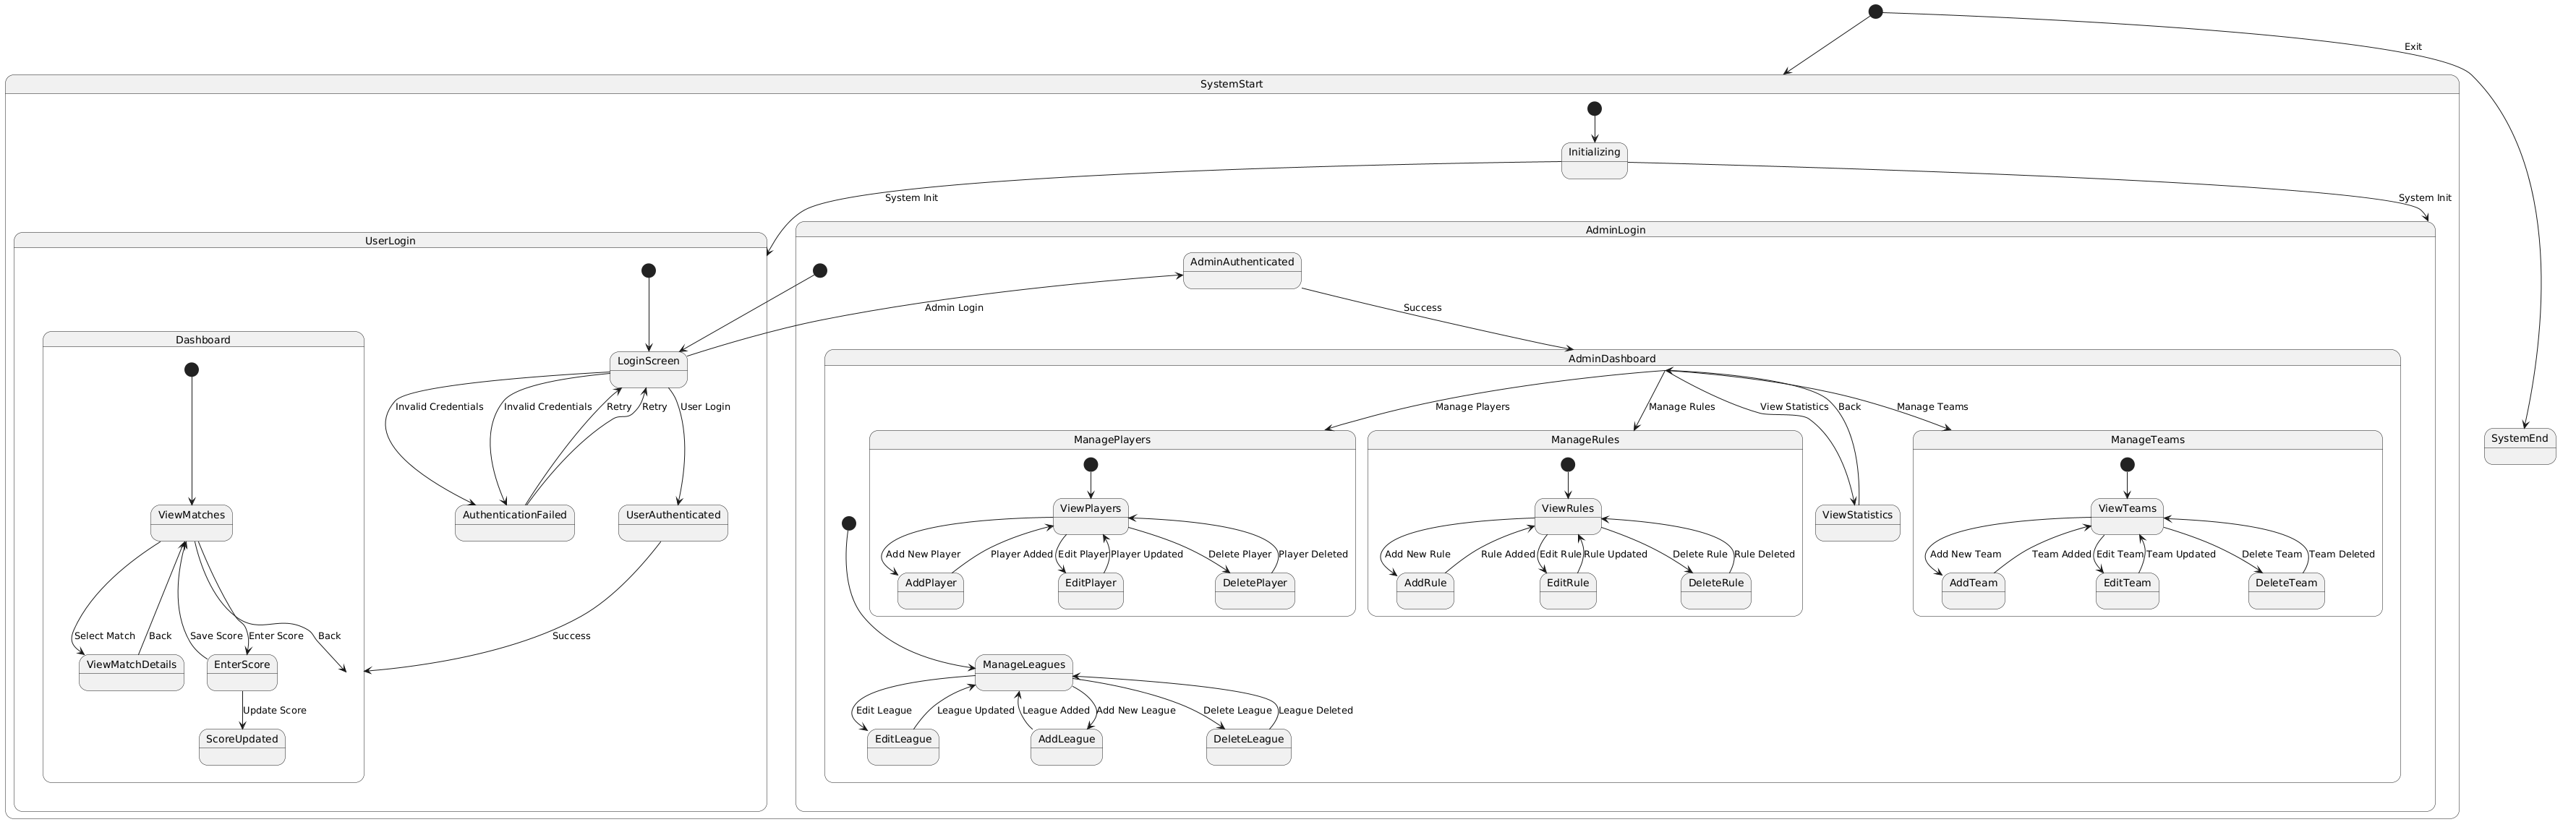 Exit
SystemStart
Initializing
System Init
System Init
UserLogin
AdminLogin
AdminAuthenticated
Admin Login
Success
Dashboard
LoginScreen
AdminDashboard
Invalid Credentials
Invalid Credentials
Retry
Retry
User Login
Manage Players
Manage Rules
View Statistics
Back
Manage Teams
ManagePlayers
ManageRules
ManageTeams
SystemEnd
ViewMatches
AuthenticationFailed
UserAuthenticated
ViewPlayers
ViewRules
ViewStatistics
ViewTeams
Add New Player
Player Added
Edit Player
Player Updated
Delete Player
Player Deleted
Add New Rule
Rule Added
Edit Rule
Rule Updated
Delete Rule
Rule Deleted
Add New Team
Team Added
Edit Team
Team Updated
Delete Team
Team Deleted
AddPlayer
EditPlayer
DeletePlayer
AddRule
EditRule
DeleteRule
AddTeam
EditTeam
DeleteTeam
Select Match
Back
Save Score
Enter Score
Back
Success
ViewMatchDetails
EnterScore
ManageLeagues
Update Score
Edit League
League Updated
League Added
Add New League
Delete League
League Deleted
ScoreUpdated
EditLeague
AddLeague
DeleteLeague